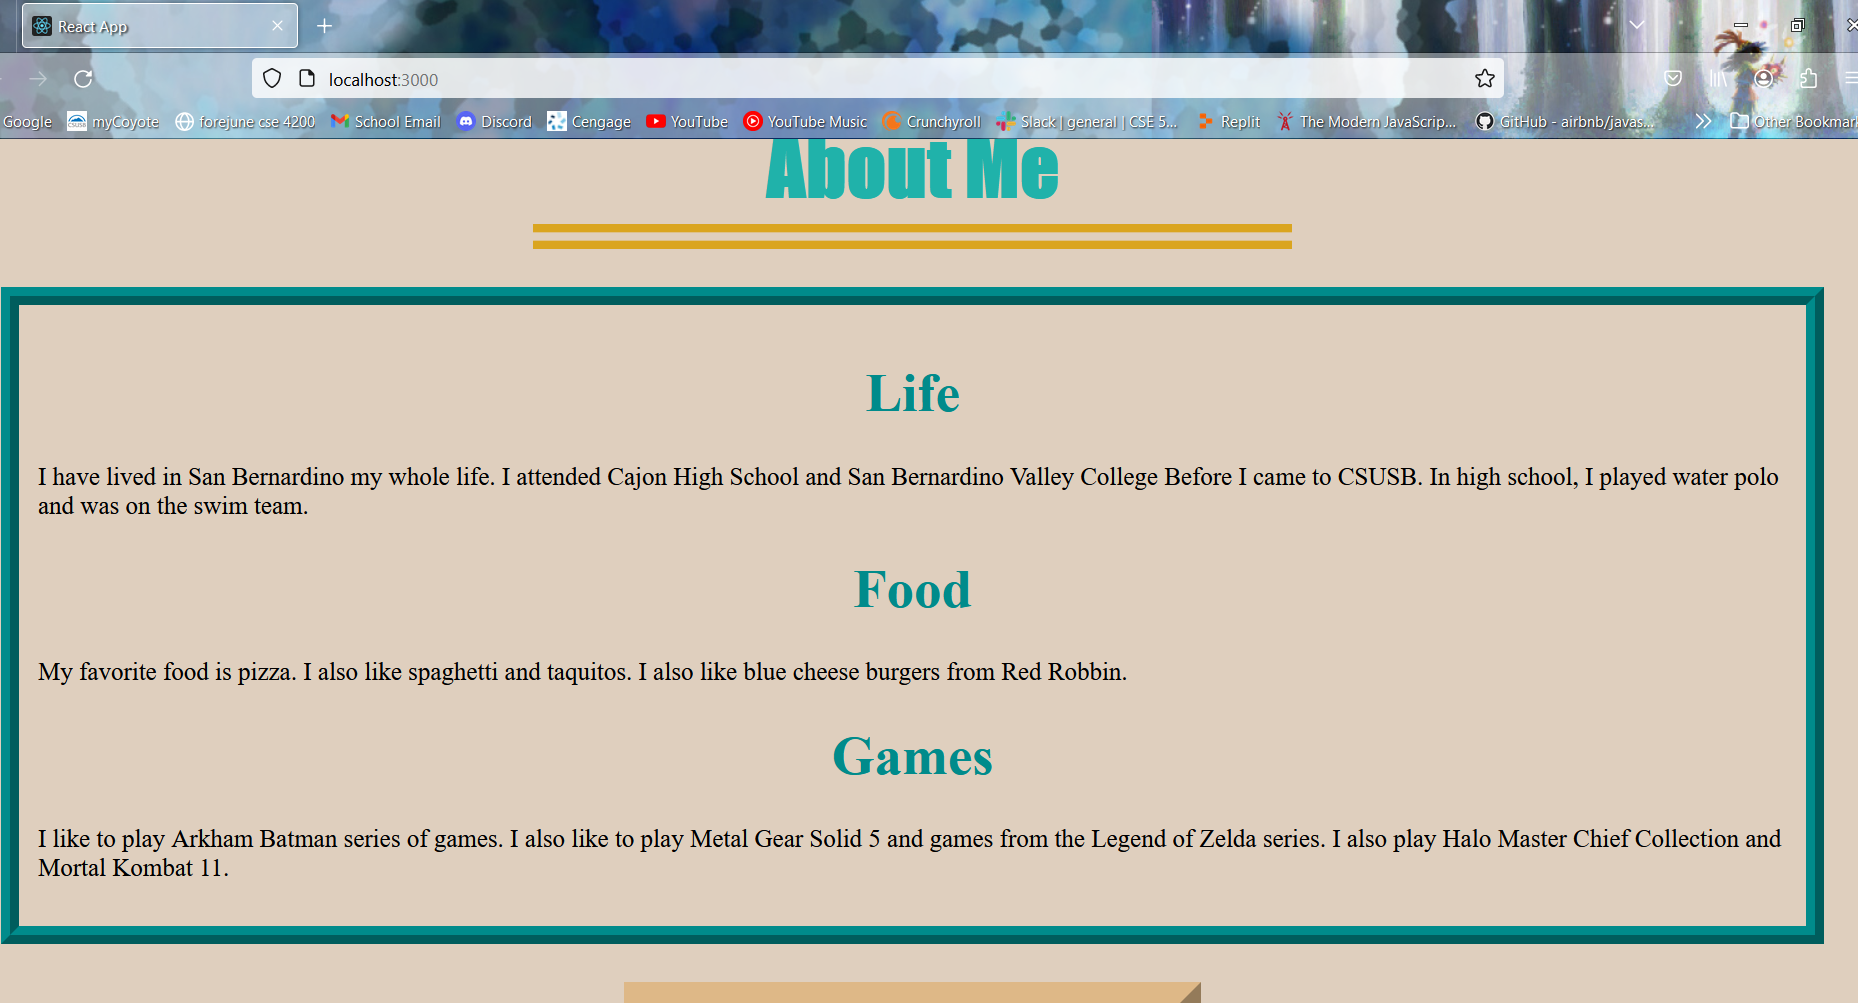 React App
localhost:3000
Google myCoyote forejune cse 4200 School Email Discord Cengage YouTube YouTube Music Crunchyroll Slack | general | CSE 5... Replit The Modern JavaScrip... GitHub - airbnb/javas... Other Bookmar
About Me
Life
I have lived in San Bernardino my whole life. I attended Cajon High School and San Bernardino Valley College Before I came to CSUSB. In high school, I played water polo
and was on the swim team.
Food
My favorite food is pizza. I also like spaghetti and taquitos. I also like blue cheese burgers from Red Robbin.
Games
I like to play Arkham Batman series of games. I also like to play Metal Gear Solid 5 and games from the Legend of Zelda series. I also play Halo Master Chief Collection and
Mortal Kombat 11.